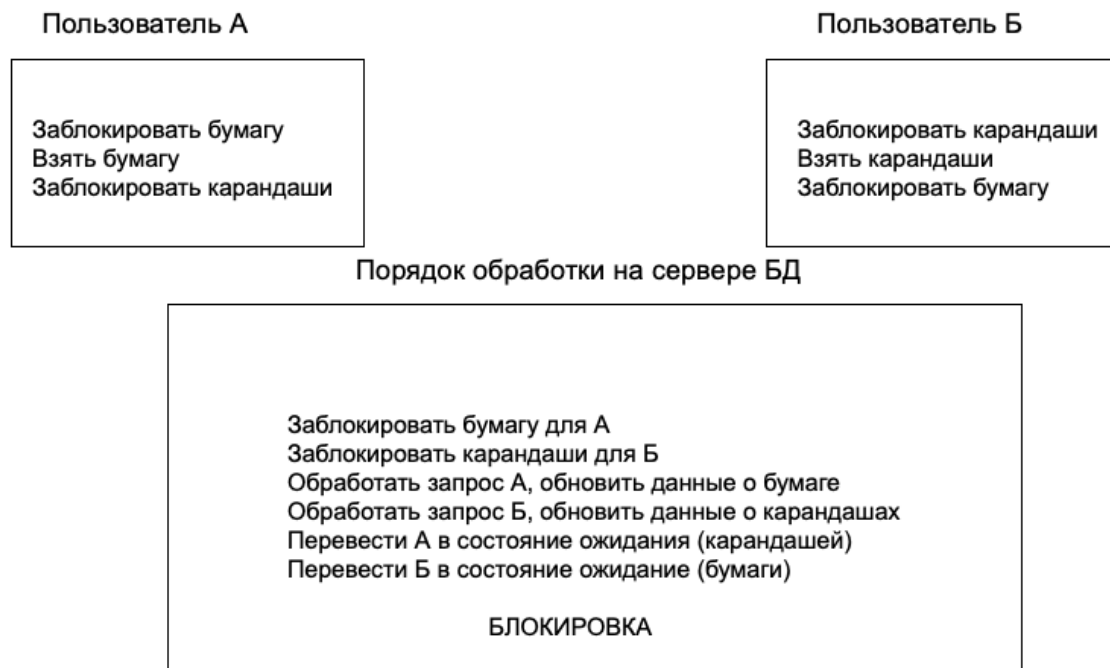 Пользователь А
Пользователь Б
Заблокировать бумагу
Взять бумагу
Заблокировать карандаши
Заблокировать карандаши
Взять карандаши
Заблокировать бумагу
Порядок обработки на сервере БД
Заблокировать бумагу для А
Заблокировать карандаши для Б
Обработать запрос А, обновить данные о бумаге
Обработать запрос Б, обновить данные о карандашах
Перевести А в состояние ожидания (карандашей)
Перевести Б в состояние ожидание (бумаги)
БЛОКИРОВКА